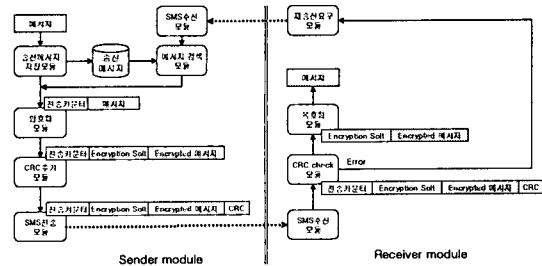 메시지
SMS수신
모듈
재송신요구
모듈
송신메시지
저장모듈
송신
메시지
메시지 검색
모듈
메시지
전송카운터 메시지
암호화
모듈
복호화
모듈
Encryption Salt Encrypted 메시지
전송카운터 Encryption Salt Encrypted 메시지
CRC추가
모듈
CRC check
모듈
Error
전송카운터 Encryption Salt Encrypted 메시지 CRC
전송카운터 Encryption Salt Encrypted 메시지 CRC
SMS전송
모듈
SMS수신
모듈
Sender module
Receiver module